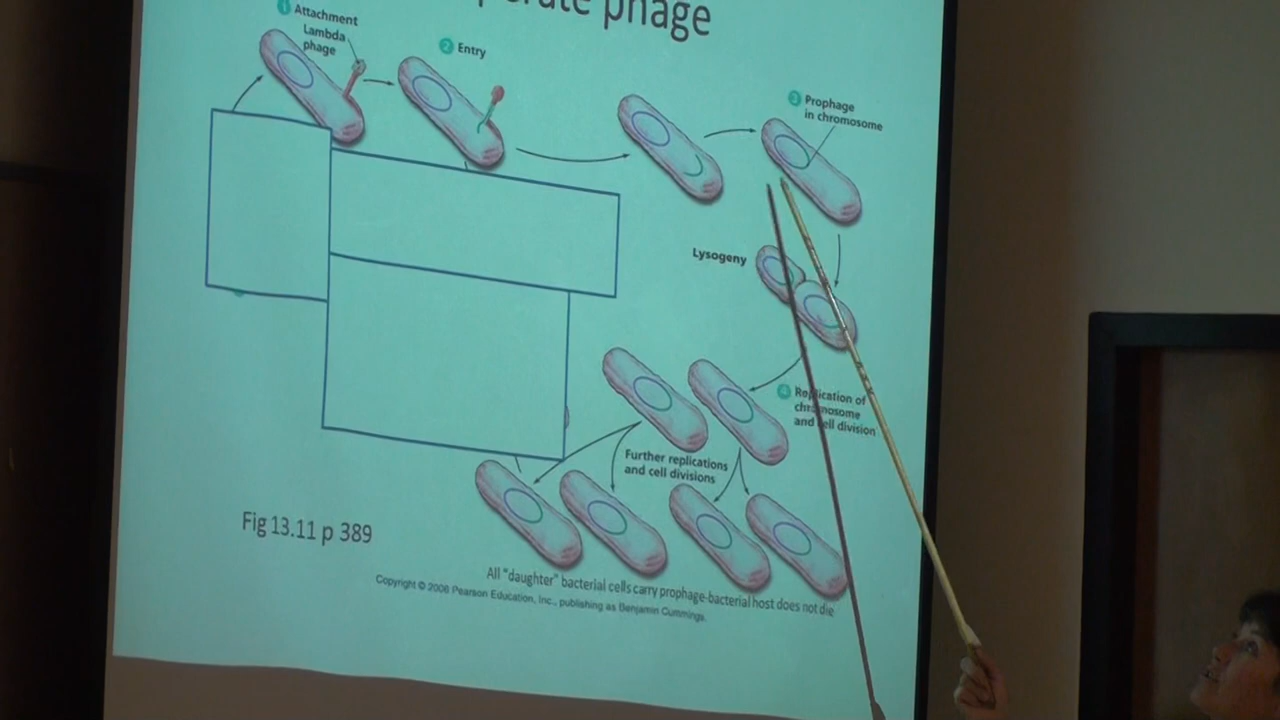 phage
1 Attachment
Lambda
phage
2 Entry
3 Prophage
in chromosome
Lysogeny
4 Replication of
chromosome
and cell division
Further replications
and cell divisions
Fig 13.11 p 389
All "daughter" bacterial cells carry prophage-bacterial host does not die
Copyright © 2006 Pearson Education, Inc., publishing as Benjamin Cummings.